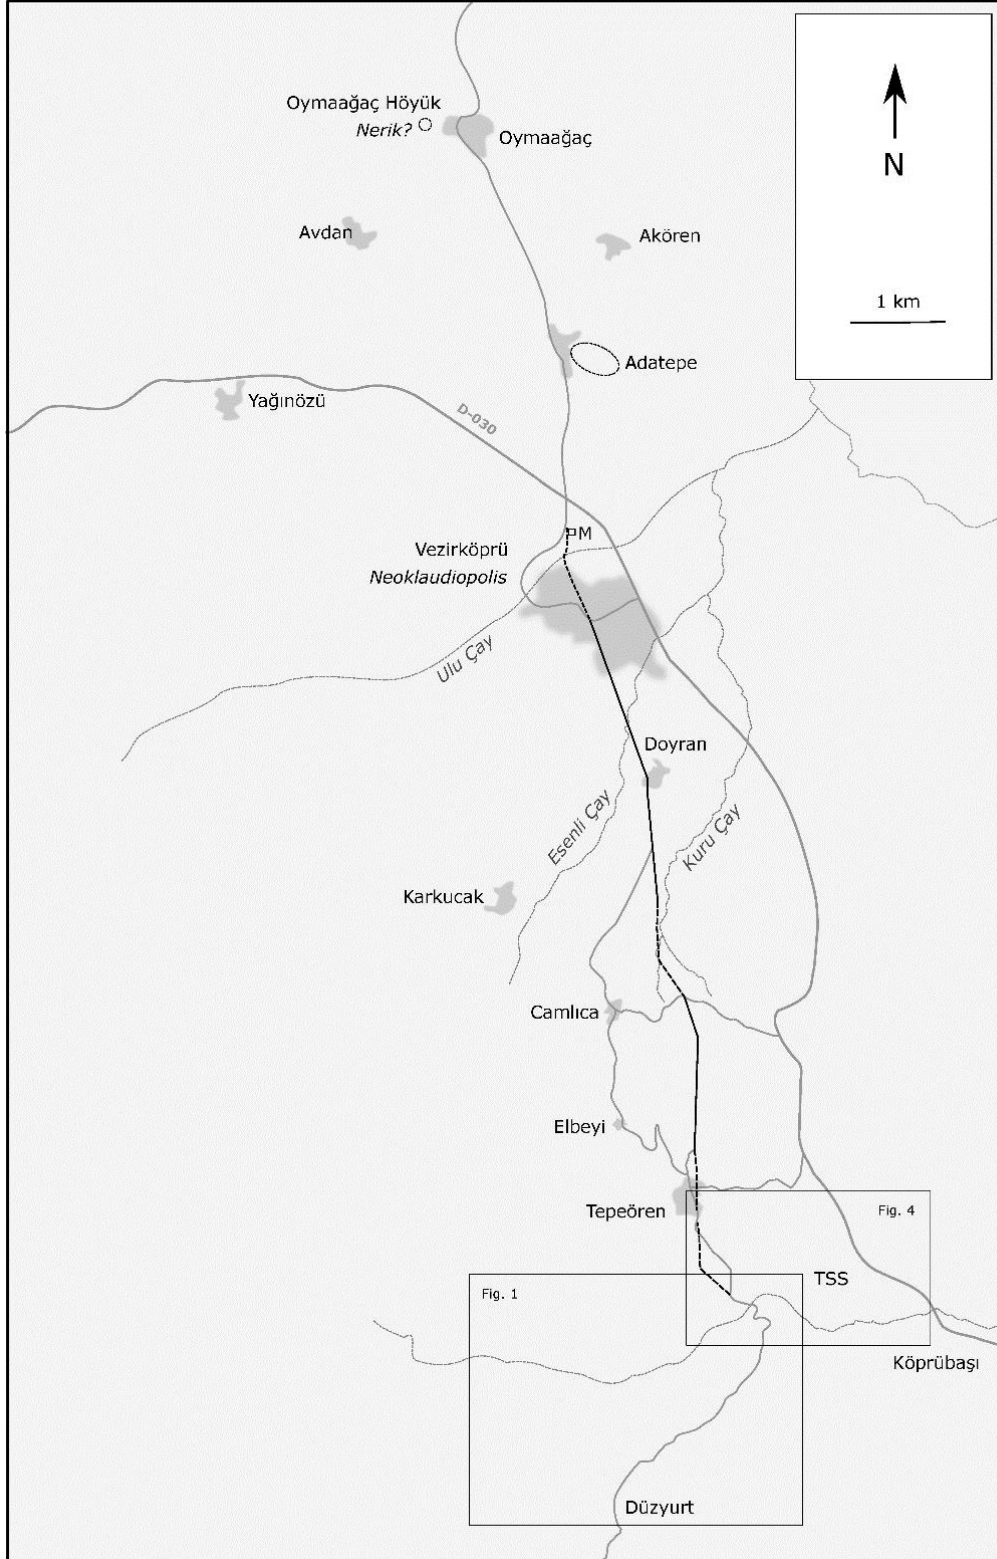 Oymaağaç Höyük
Nerik?
Oymaağaç
N
Avdan
Akören
1 km
Adatepe
Yağınözü
D-030
PM
Vezirköprü
Neoklaudiopolis
Ulu Çay
Doyran
Esenli Çay
Kuru Çay
Karkucak
Camlıca
Elbeyi
Tepeören
Fig. 4
TSS
Fig. 1
Köprübaşı
Düzyurt